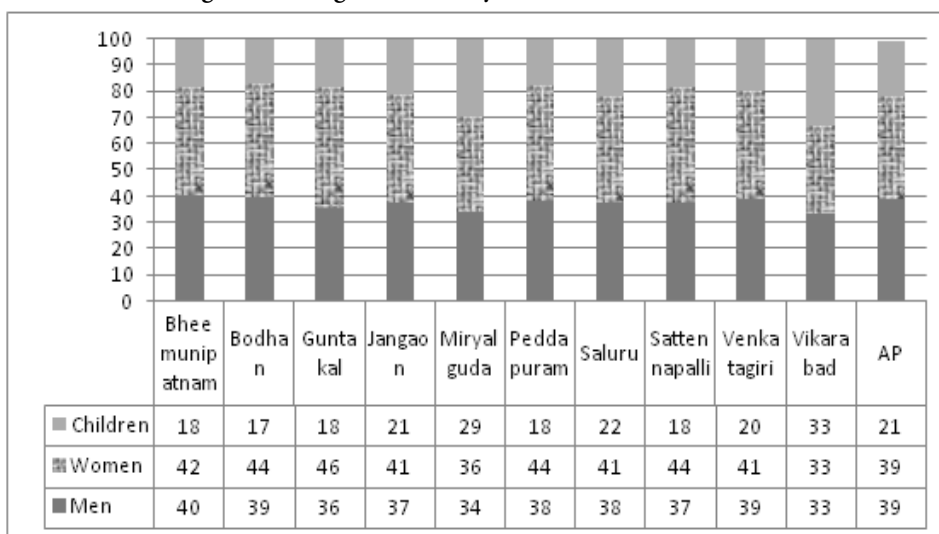 100
90
80
70
60
50
40
30
20
10
0
Bhee
munip
atnam
Bodha
n
Gunta
kal
Jangao
n
Miryal
guda
Pedda
puram
Saluru
Satten
napalli
Venka
tagiri
Vikara
bad
AP
Children 18 17 18 21 29 18 22 18 20 33 21
Women 42 44 46 41 36 44 41 44 41 33 39
Men 40 39 36 37 34 38 38 37 39 33 39